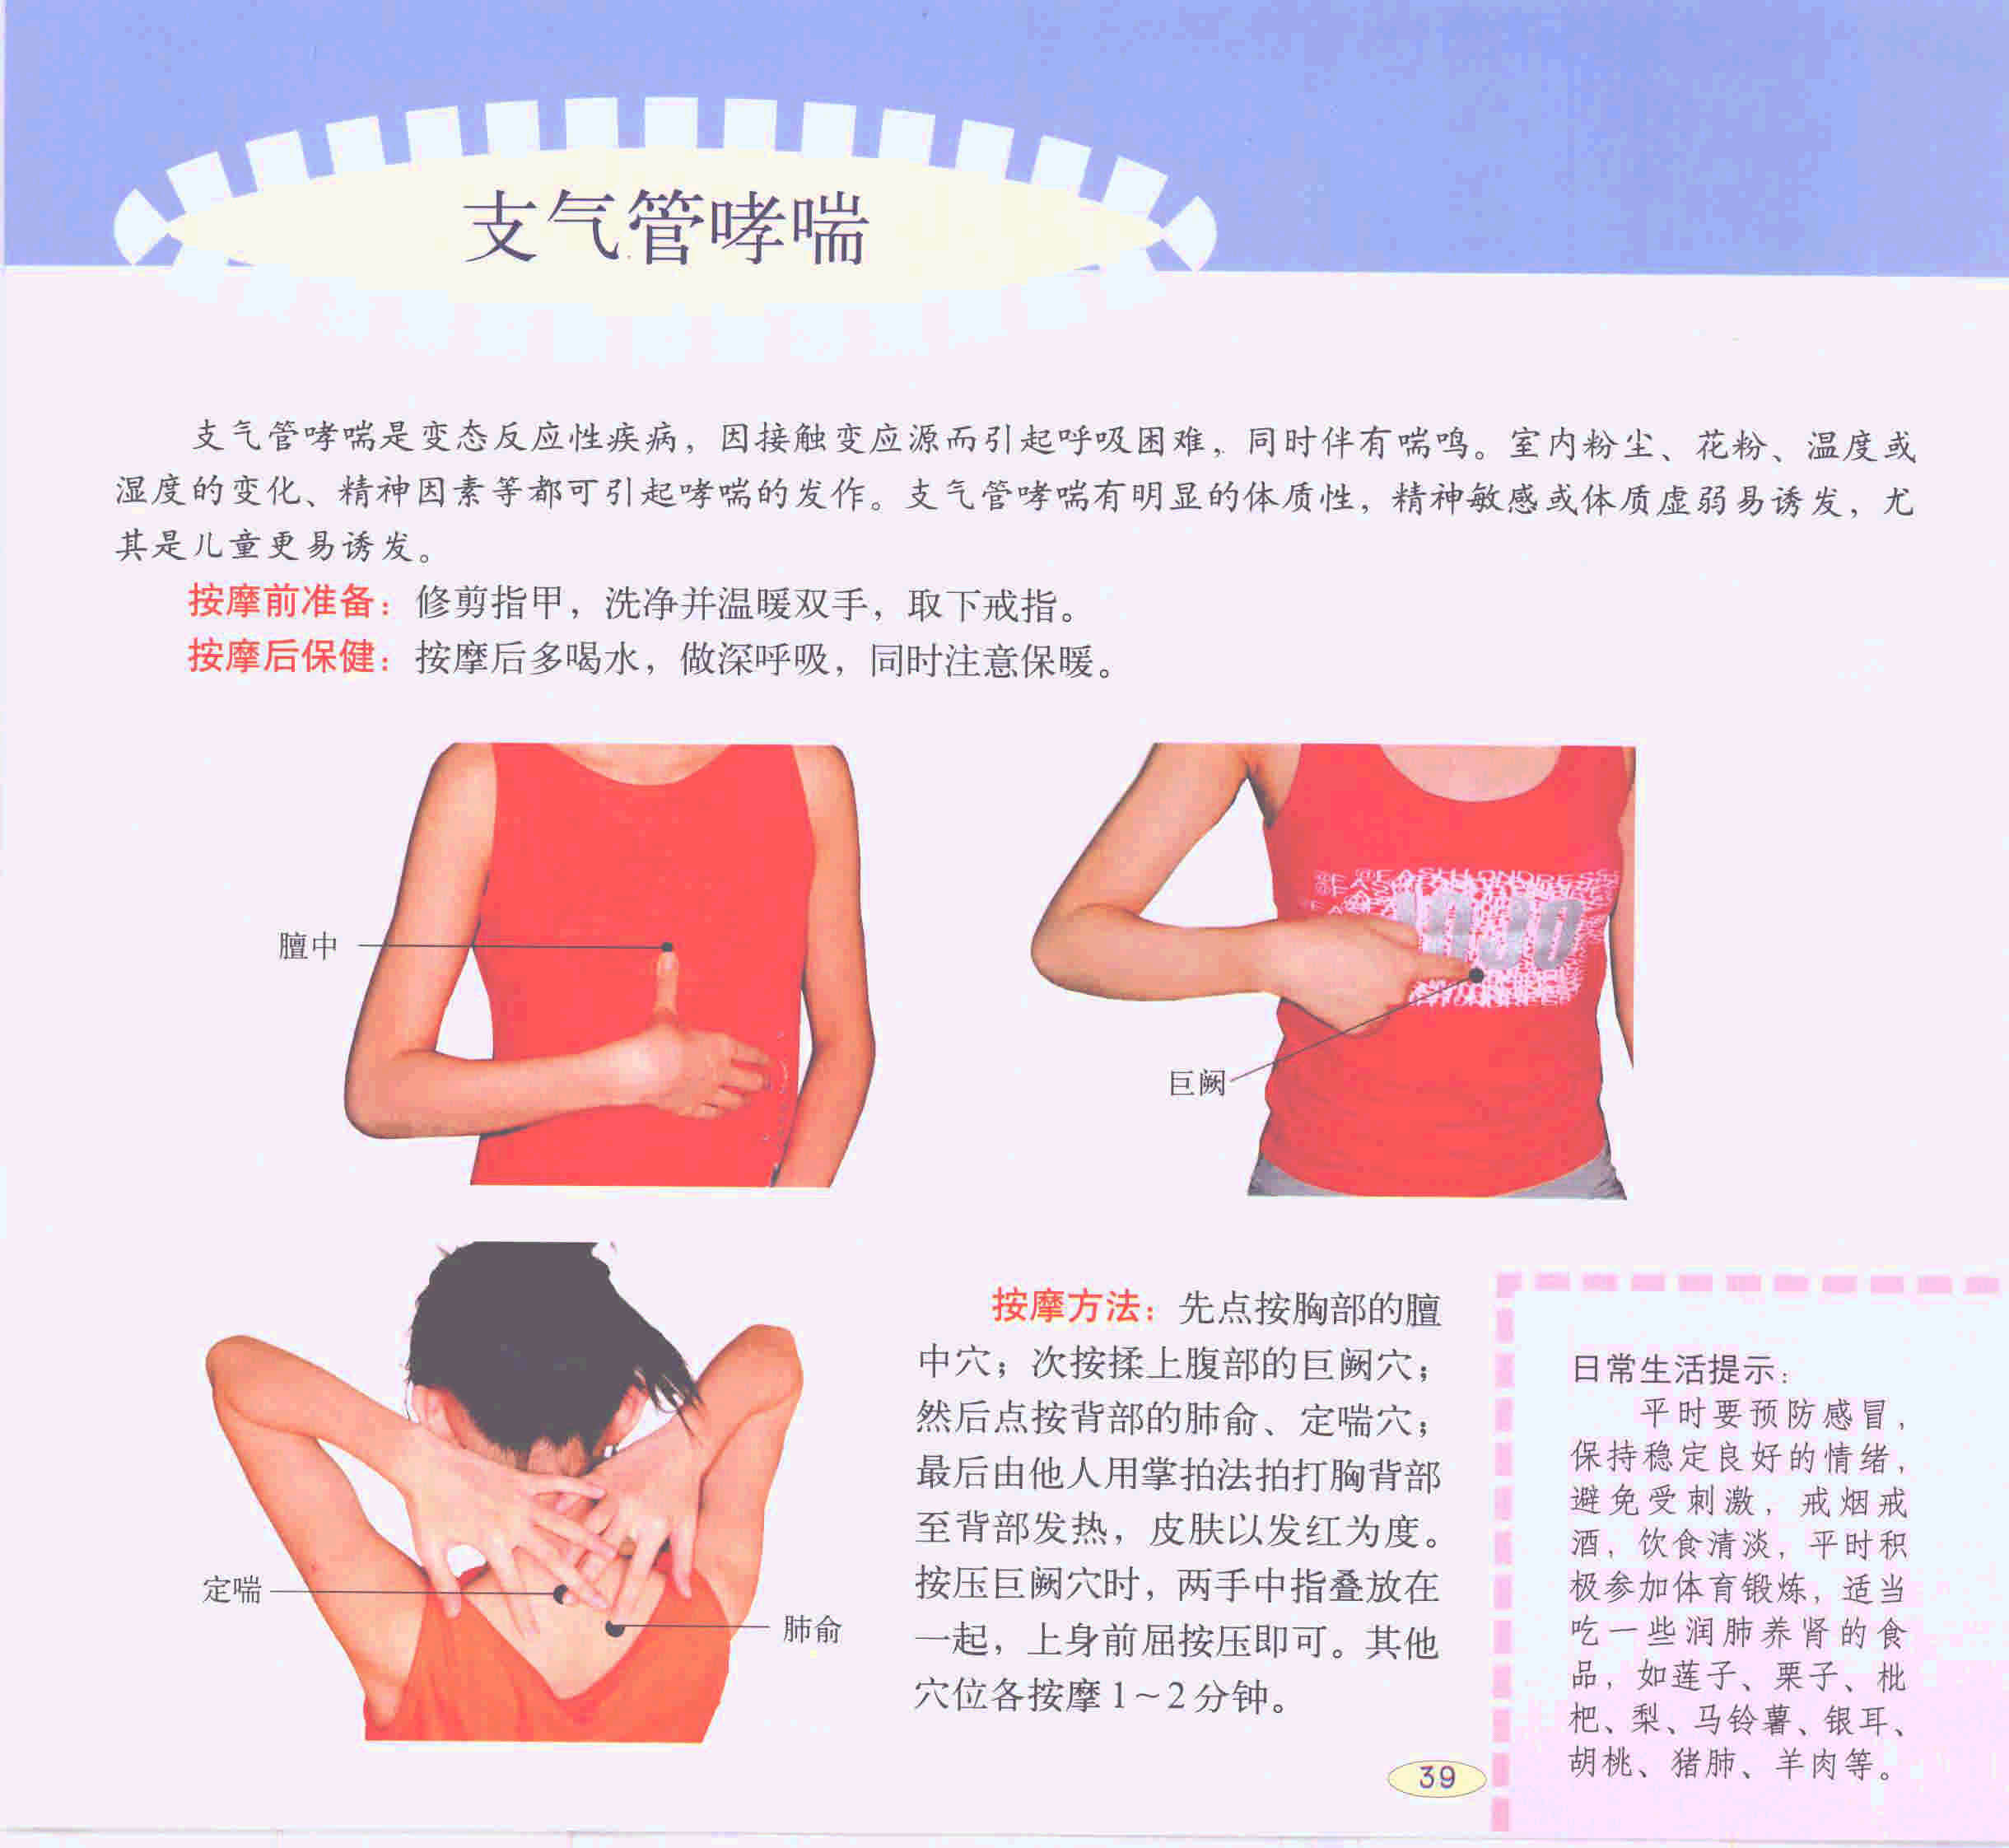 支气管哮喘
支气管哮喘是变态反应性疾病，因接触变应源而引起呼吸困难，同时伴有喘鸣。室内粉尘、花粉、温度或
湿度的变化、精神因素等都可引起哮喘的发作。支气管哮喘有明显的体质性，精神敏感或体质虚弱易诱发，尤
其是儿童更易诱发。
按摩前准备：修剪指甲，洗净并温暖双手，取下戒指。
按摩后保健：按摩后多喝水，做深呼吸，同时注意保暖。
膻中
巨阙
定喘
肺俞
按摩方法：先点按胸部的膻
中穴；次按揉上腹部的巨阙穴；
然后点按背部的肺俞、定喘穴；
最后由他人用掌拍法拍打胸背部
至背部发热，皮肤以发红为度。
按压巨阙穴时，两手中指叠放在
一起，上身前屈按压即可。其他
穴位各按摩1～2分钟。
日常生活提示：
平时要预防感冒，
保持稳定良好的情绪，
避免受刺激，戒烟戒
酒，饮食清淡，平时积
极参加体育锻炼，适当
吃一些润肺养肾的食
品，如莲子、栗子、枇
杷、梨、马铃薯、银耳、
胡桃、猪肺、羊肉等。
39